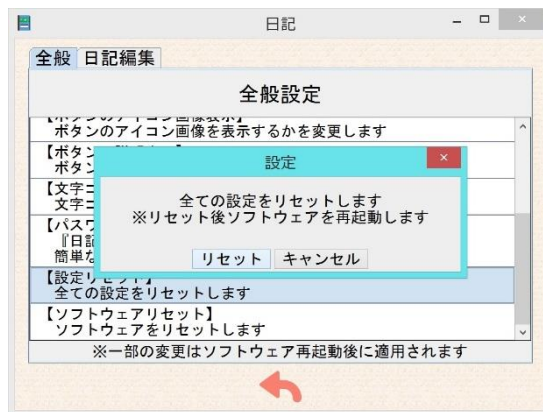 日記
全般 日記編集
全般設定
ボタンのアイコン画像を表示するかを変更します
【ボタン
ボタン
設定
【文字コ
文字コ
全ての設定をリセットします
※リセット後ソフトウェアを再起動します
【パスワ
『日記
簡単な
リセット キャンセル
【設定リセット】
全ての設定をリセットします
【ソフトウェアリセット】
ソフトウェアをリセットします
※一部の変更はソフトウェア再起動後に適用されます